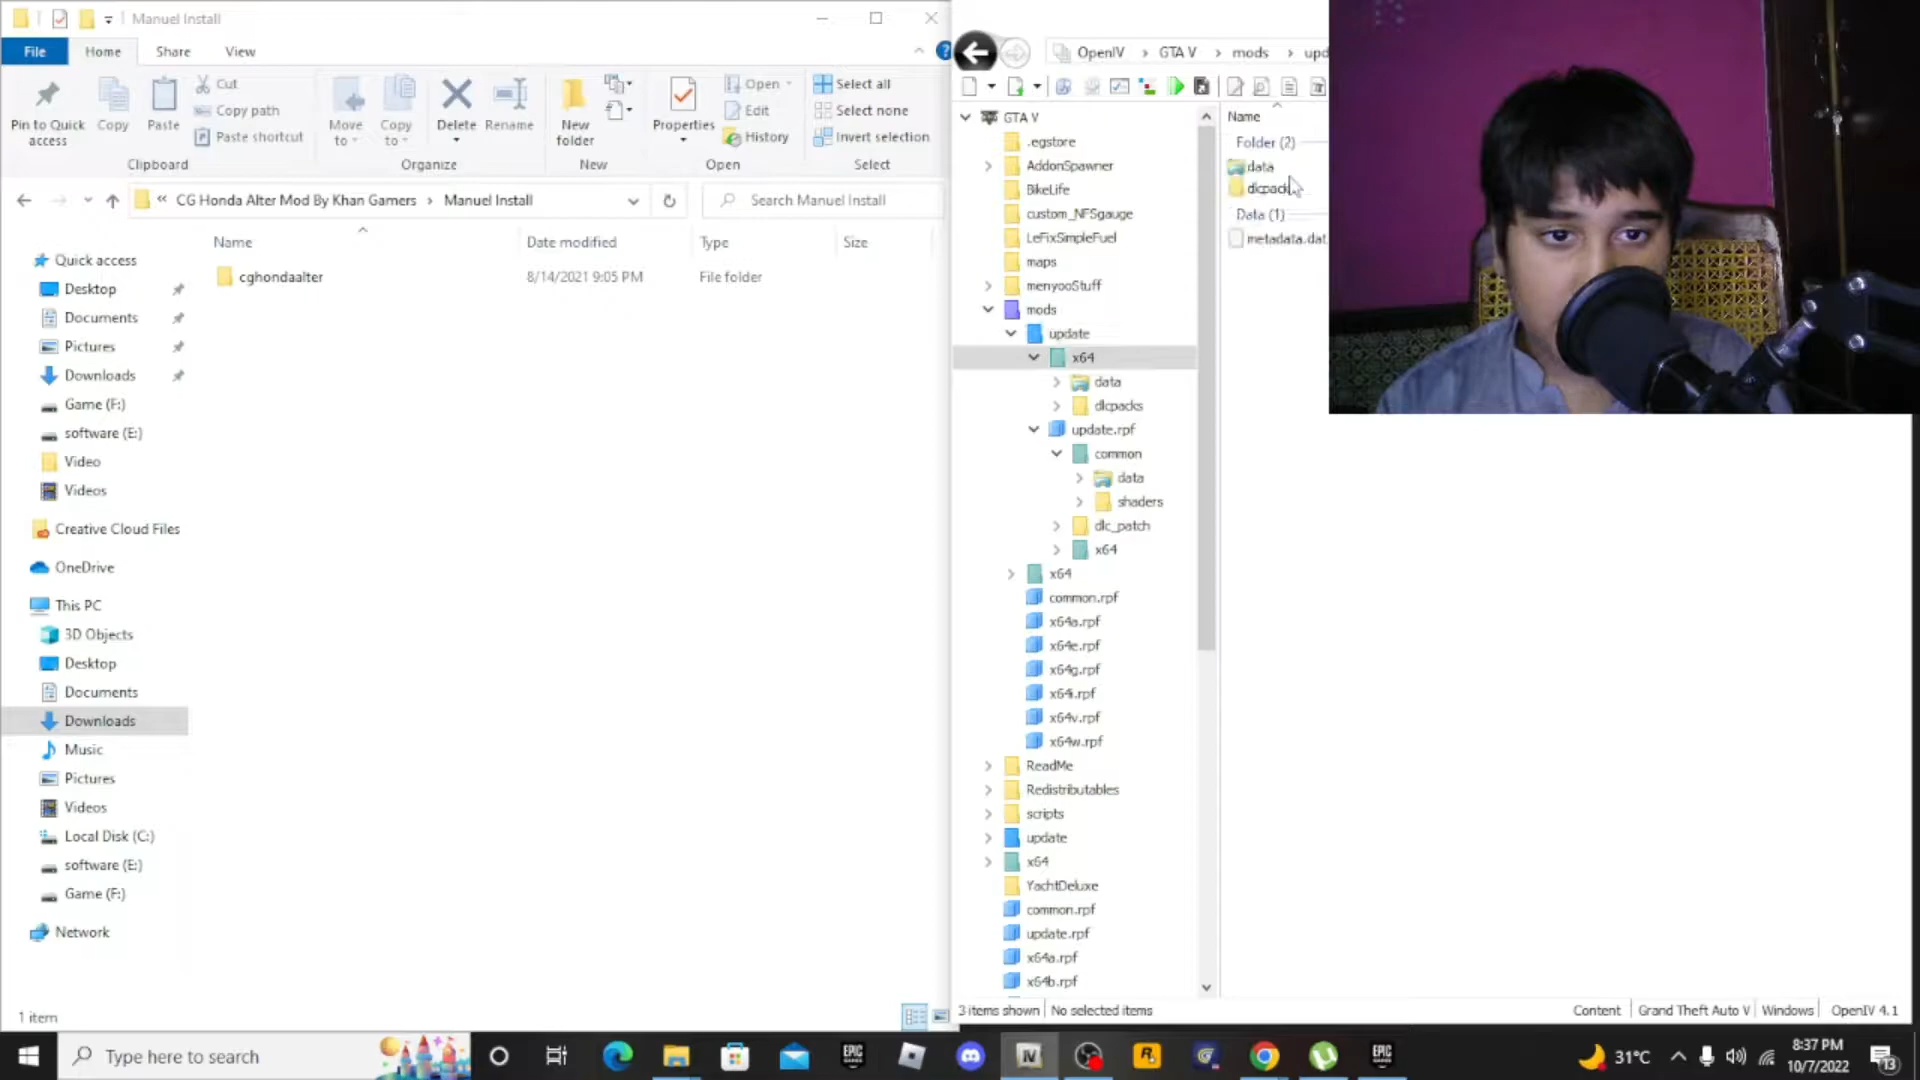 Manuel Install
File
Home
Share
View
Pin to Quick access
Copy
Paste
Cut
Copy path
Paste shortcut
Clipboard
Move to
Copy to
Delete
Rename
Organize
New folder
New
Properties
Open
Edit
History
Open
Select all
Select none
Invert selection
Select
« CG Honda Alter Mod By Khan Gamers › Manuel Install
Search Manuel Install
Name
Date modified
Type
Size
cghondaalter
8/14/2021 9:05 PM
File folder
Quick access
Desktop
Documents
Pictures
Downloads
Game (F:)
software (E:)
Video
Videos
Creative Cloud Files
OneDrive
This PC
3D Objects
Desktop
Documents
Downloads
Music
Pictures
Videos
Local Disk (C:)
software (E:)
Game (F:)
Network
1 item
OpenIV › GTA V › mods › upd
GTA V
.egstore
AddonSpawner
BikeLife
custom_NFSgauge
LeFixSimpleFuel
maps
menyooStuff
mods
update
x64
data
dlcpacks
update.rpf
common
data
shaders
dlc_patch
x64
x64
common.rpf
x64a.rpf
x64e.rpf
x64g.rpf
x64i.rpf
x64v.rpf
x64w.rpf
ReadMe
Redistributables
scripts
update
x64
YachtDeluxe
common.rpf
update.rpf
x64a.rpf
x64b.rpf
Name
Folder (2)
data
dlcpack
Data (1)
metadata.dat
3 items shown
No selected items
Content
Grand Theft Auto V
Windows
OpenIV 4.1
Type here to search
EPIC GAMES
IV
R
EPIC GAMES
31°C
8:37 PM
10/7/2022
13